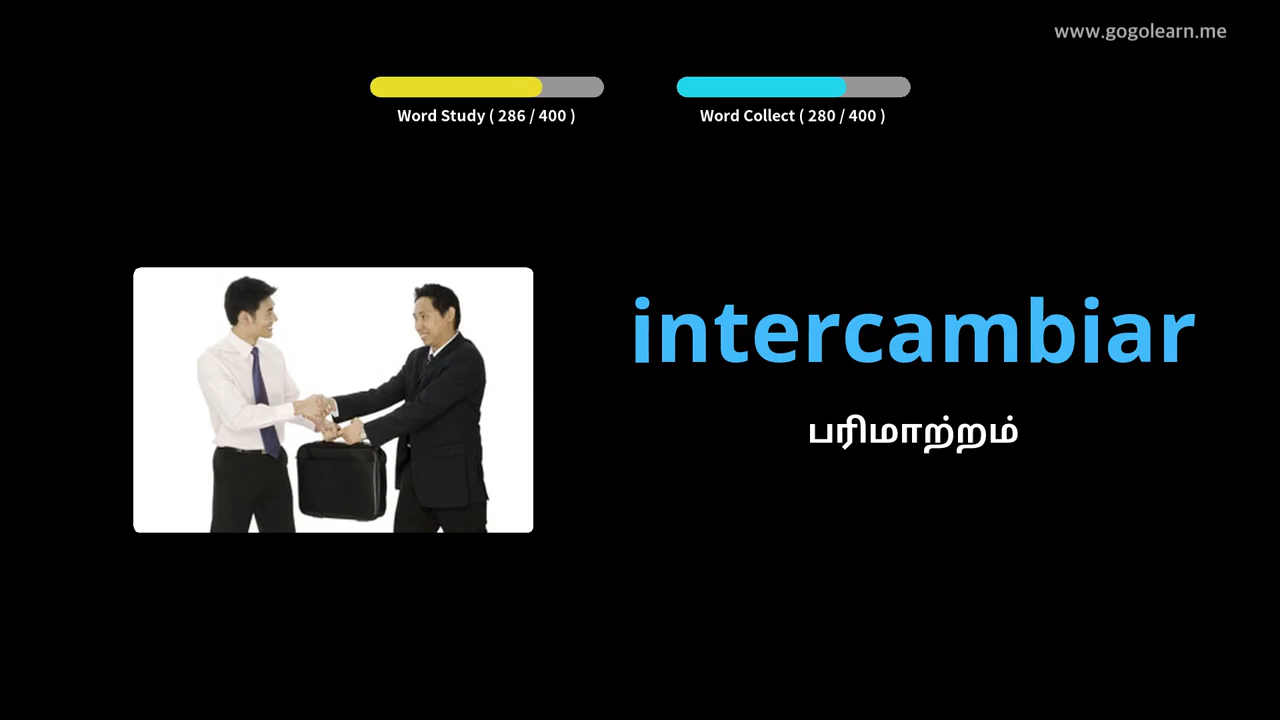 www.gogolearn.me
Word Study ( 286 / 400 )
Word Collect ( 280 / 400 )
intercambiar
பரிமாற்றம்